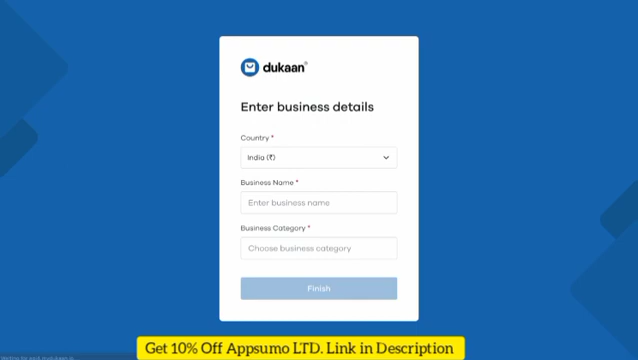 dukaan®
Enter business details
Country *
India (₹)
Business Name *
Enter business name
Business Category *
Choose business category
Finish
Get 10% Off Appsumo LTD. Link in Description